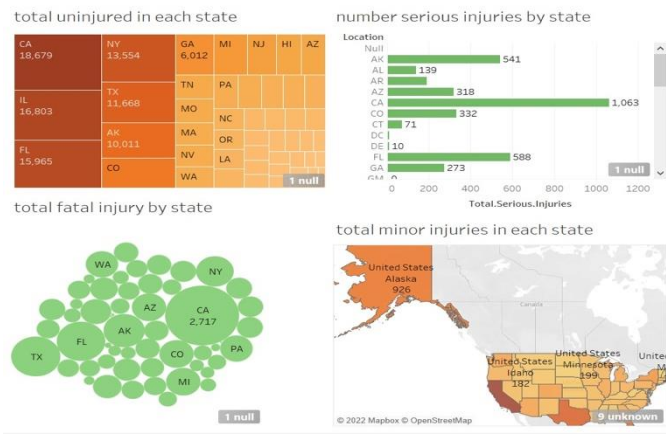 total uninjured in each state
CA
18,679
IL
16,803
FL
15,965
NY
13,554
TX
11,668
AK
10,011
CO
GA
6,012
MI
NJ
HI
AZ
TN
PA
MO
MA
NV
WA
NC
OR
LA
1 null
number serious injuries by state
Location
Null
AK
541
AL
139
AR
AZ
318
CA
1,063
CO
332
CT
71
DC
DE
10
FL
588
GA
273
GM
0
1 null
0 200 400 600 800 1000 1200
Total.Serious.Injuries
total fatal injury by state
WA
NY
AZ
CA
2,717
AK
FL
TX
CO
PA
MI
1 null
total minor injuries in each state
United States
Alaska
926
Canada
United States
Idaho
182
United States
Minnesota
199
Unite
M
9 unknown
© 2022 Mapbox © OpenStreetMap